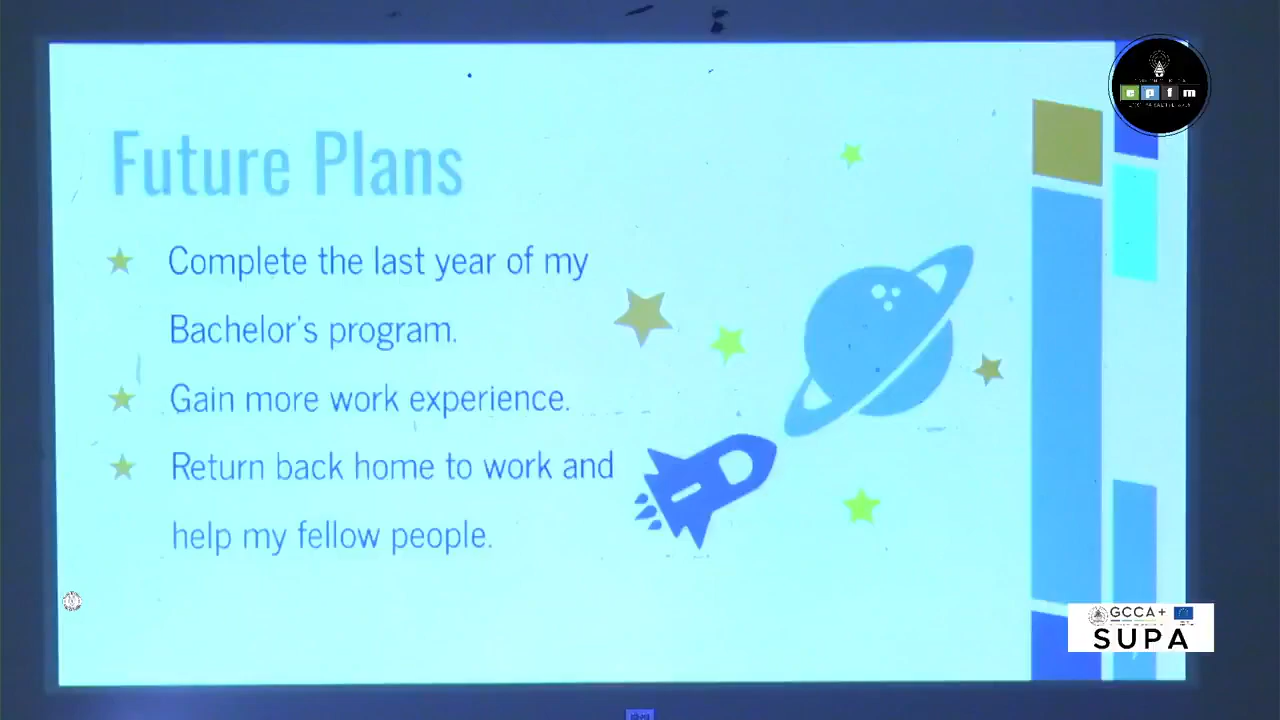 epfm
Future Plans
Complete the last year of my
Bachelor's program.
Gain more work experience.
Return back home to work and
help my fellow people.
GCCA+
SUPA